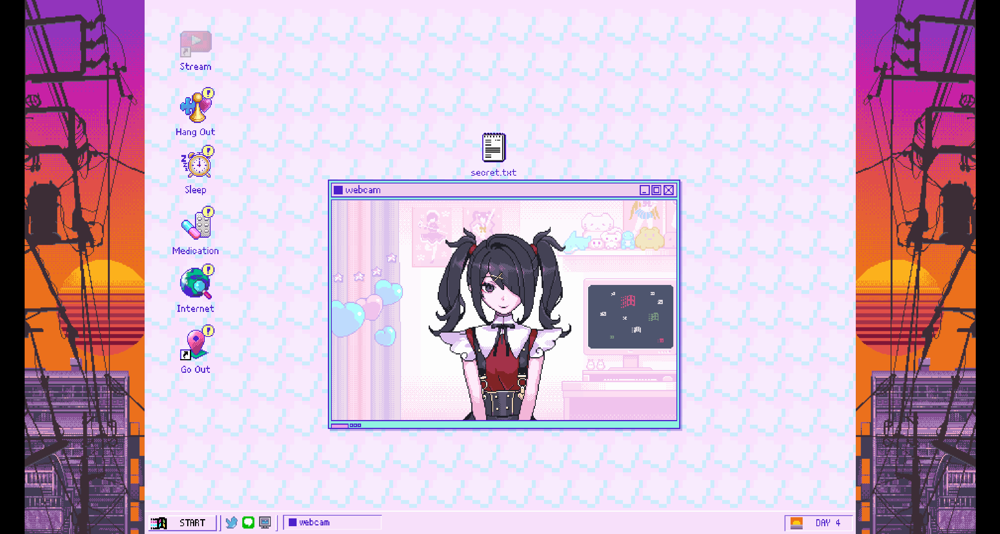 Stream
Hang Out
Sleep
Medication
Internet
Go Out
secret.txt
webcam
START
webcam
DAY 4